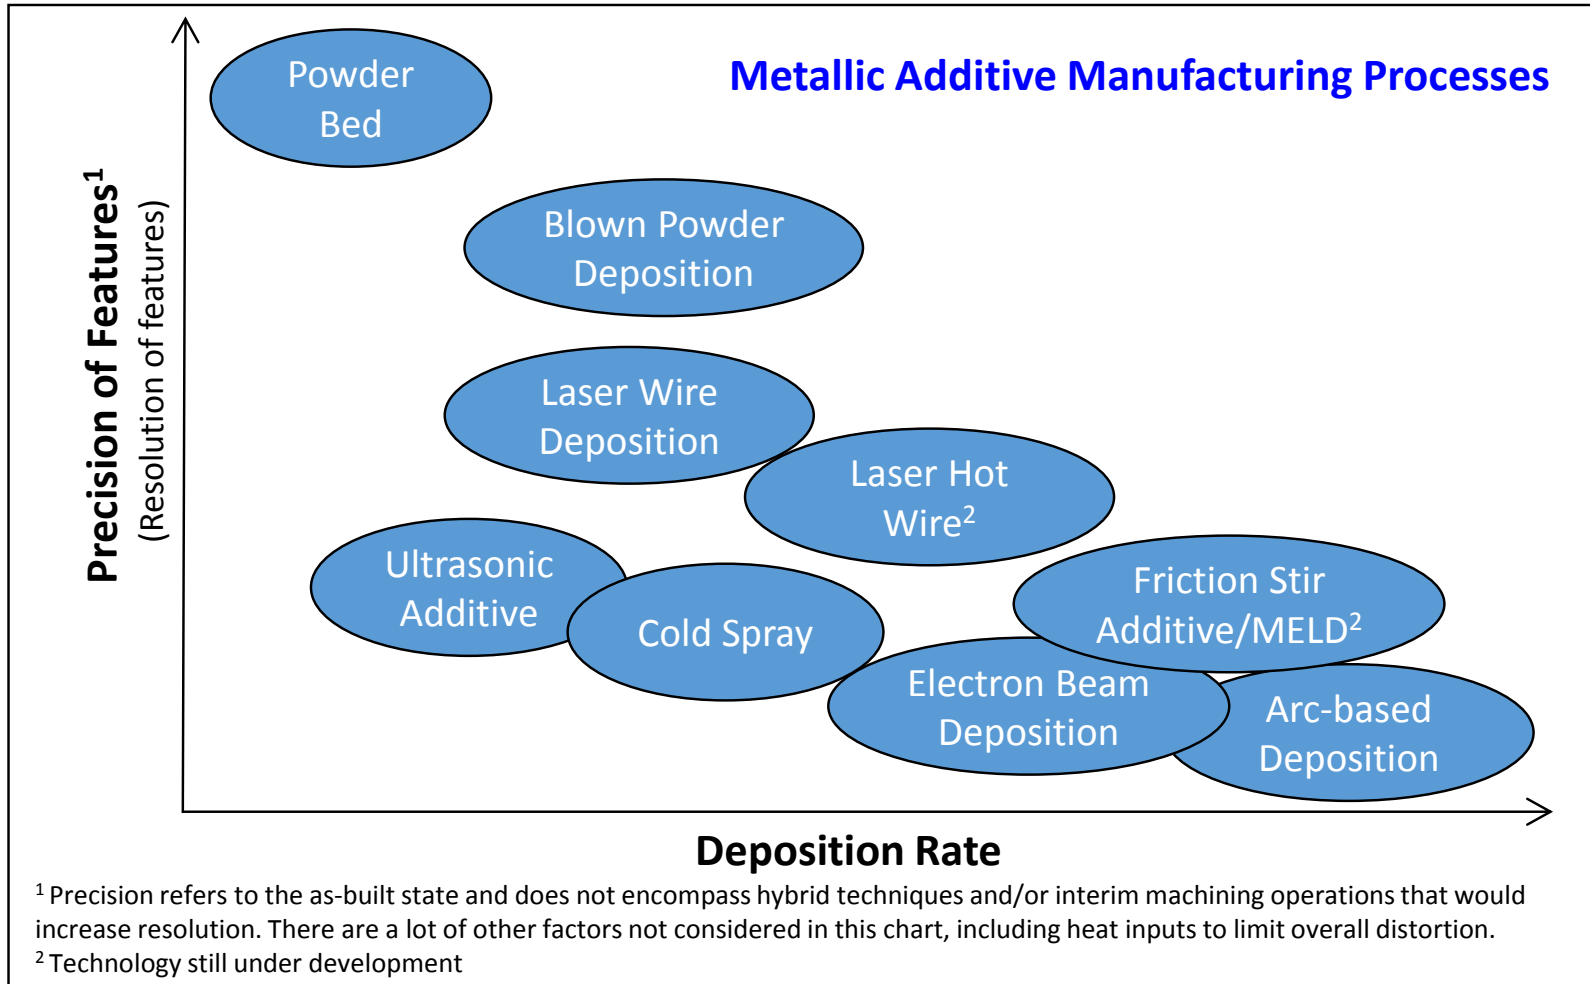 Metallic Additive Manufacturing Processes
Precision of Features¹
(Resolution of features)
Powder
Bed
Blown Powder
Deposition
Laser Wire
Deposition
Laser Hot
Wire²
Ultrasonic
Additive
Cold Spray
Friction Stir
Additive/MELD²
Electron Beam
Deposition
Arc-based
Deposition
Deposition Rate
¹ Precision refers to the as-built state and does not encompass hybrid techniques and/or interim machining operations that would
increase resolution. There are a lot of other factors not considered in this chart, including heat inputs to limit overall distortion.
² Technology still under development